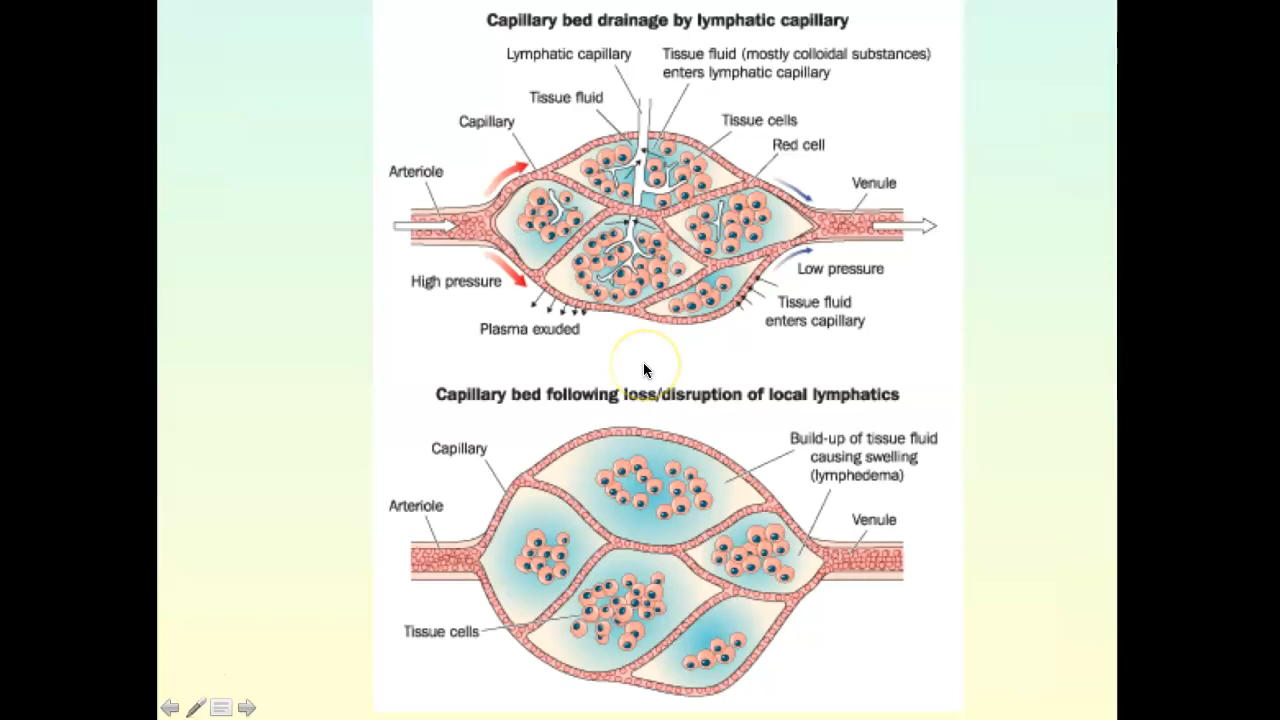 Capillary bed drainage by lymphatic capillary
Lymphatic capillary
Tissue fluid (mostly colloidal substances)
enters lymphatic capillary
Tissue fluid
Capillary
Tissue cells
Red cell
Arteriole
Venule
High pressure
Low pressure
Plasma exuded
Tissue fluid
enters capillary
Capillary bed following loss/disruption of local lymphatics
Capillary
Build-up of tissue fluid
causing swelling
(lymphedema)
Arteriole
Venule
Tissue cells